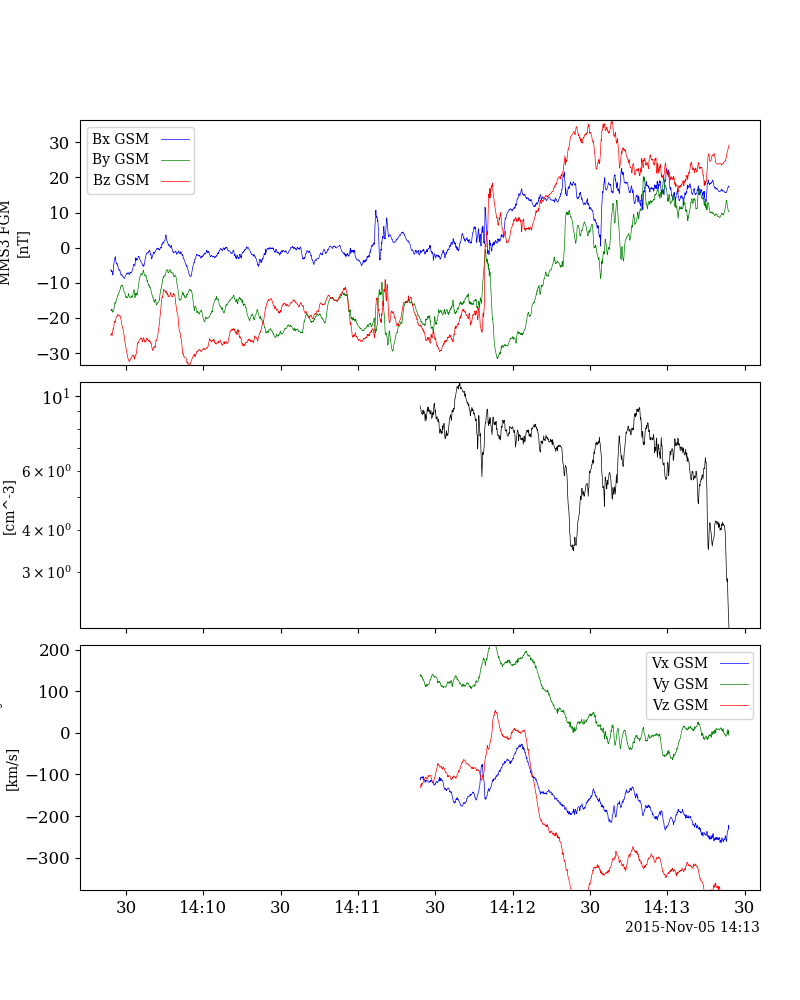 MMS3 FGM
[nT]
30
20
10
0
−10
−20
−30
Bx GSM
By GSM
Bz GSM
[cm^-3]
10¹
6×10⁰
4×10⁰
3×10⁰
[km/s]
200
100
0
−100
−200
−300
Vx GSM
Vy GSM
Vz GSM
30 14:10 30 14:11 30 14:12 30 14:13 30
2015-Nov-05 14:13